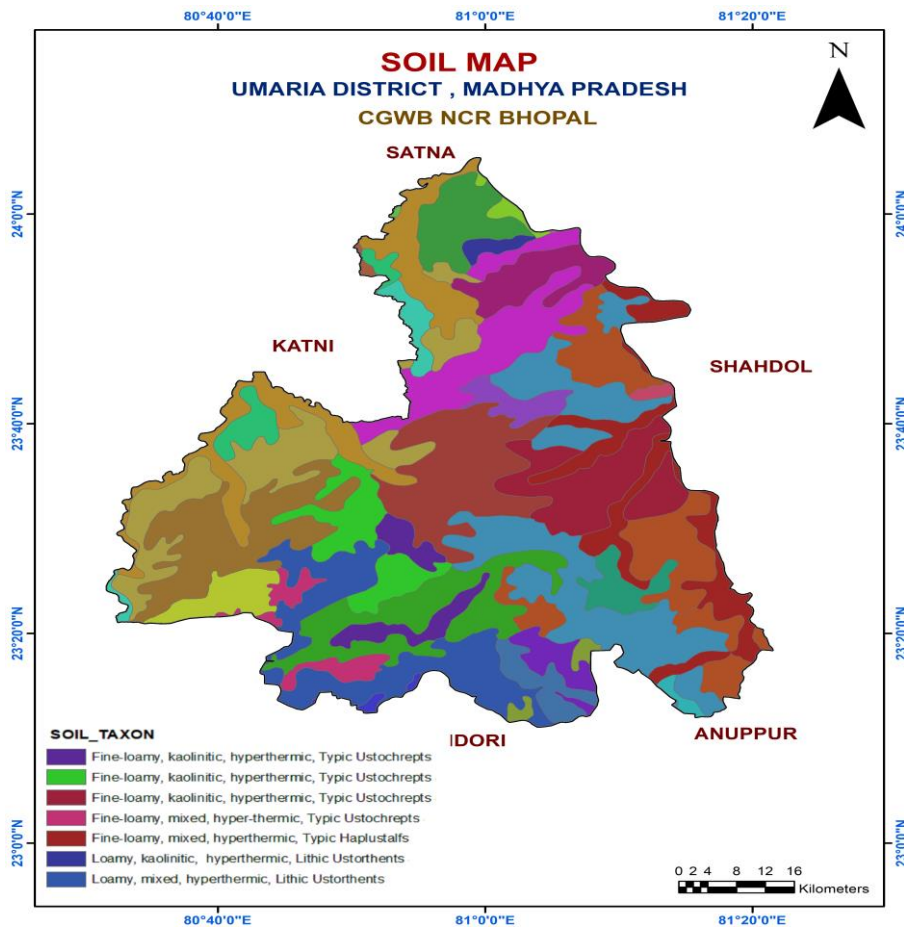 80°40'0"E 81°0'0"E 81°20'0"E
N
SOIL MAP
UMARIA DISTRICT , MADHYA PRADESH
CGWB NCR BHOPAL
SATNA
24°0'0"N 24°0'0"N
KATNI
SHAHDOL
23°40'0"N 23°40'0"N
23°20'0"N 23°20'0"N
IDORI
ANUPPUR
SOIL_TAXON
Fine-loamy, kaolinitic, hyperthermic, Typic Ustochrepts
Fine-loamy, kaolinitic, hyperthermic, Typic Ustochrepts
Fine-loamy, kaolinitic, hyperthermic, Typic Ustochrepts
Fine-loamy, mixed, hyper-thermic, Typic Ustochrepts
Fine-loamy, mixed, hyperthermic, Typic Haplustalfs
Loamy, kaolinitic, hyperthermic, Lithic Ustorthents
Loamy, mixed, hyperthermic, Lithic Ustorthents
23°0'0"N 23°0'0"N
0 2 4 8 12 16
Kilometers
80°40'0"E 81°0'0"E 81°20'0"E